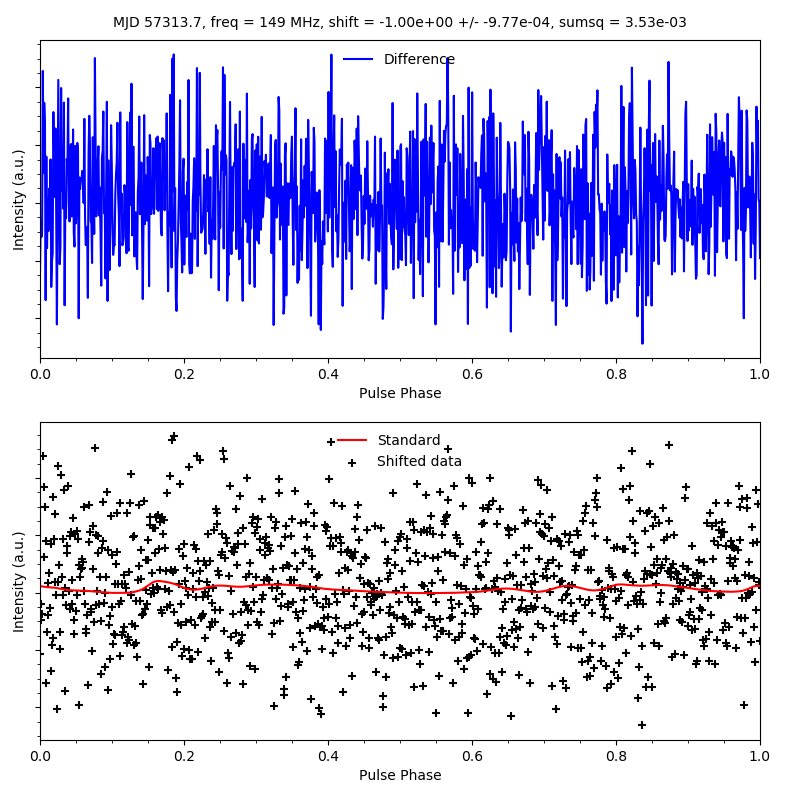 MJD 57313.7, freq = 149 MHz, shift = -1.00e+00 +/- -9.77e-04, sumsq = 3.53e-03
Difference
Intensity (a.u.)
0.0 0.2 0.4 0.6 0.8 1.0
Pulse Phase
Standard
Shifted data
Intensity (a.u.)
0.0 0.2 0.4 0.6 0.8 1.0
Pulse Phase